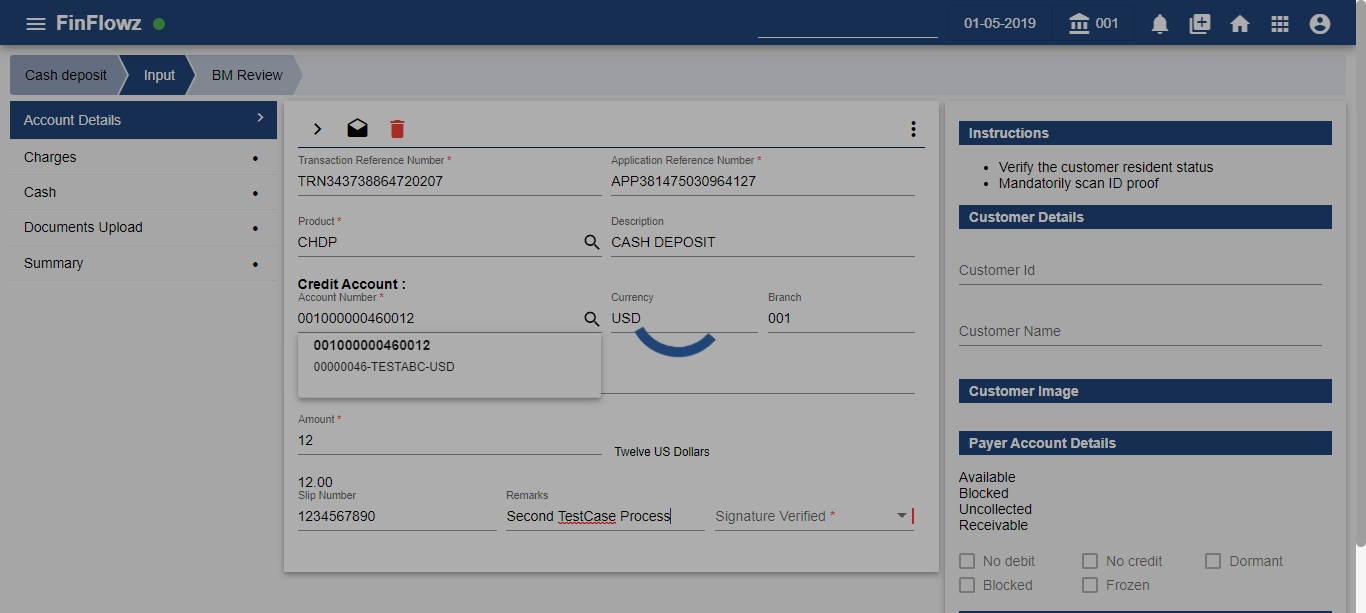 FinFlowz
01-05-2019
001
Cash deposit
Input
BM Review
Account Details
Charges
Cash
Documents Upload
Summary
Transaction Reference Number *
TRN343738864720207
Application Reference Number *
APP381475030964127
Product *
CHDP
Description
CASH DEPOSIT
Credit Account :
Account Number *
001000000460012
Currency
USD
Branch
001
001000000460012
00000046-TESTABC-USD
Amount *
12
Twelve US Dollars
12.00
Slip Number
1234567890
Remarks
Second TestCase Process
Signature Verified *
Instructions
• Verify the customer resident status
• Mandatorily scan ID proof
Customer Details
Customer Id
Customer Name
Customer Image
Payer Account Details
Available
Blocked
Uncollected
Receivable
No debit
No credit
Dormant
Blocked
Frozen